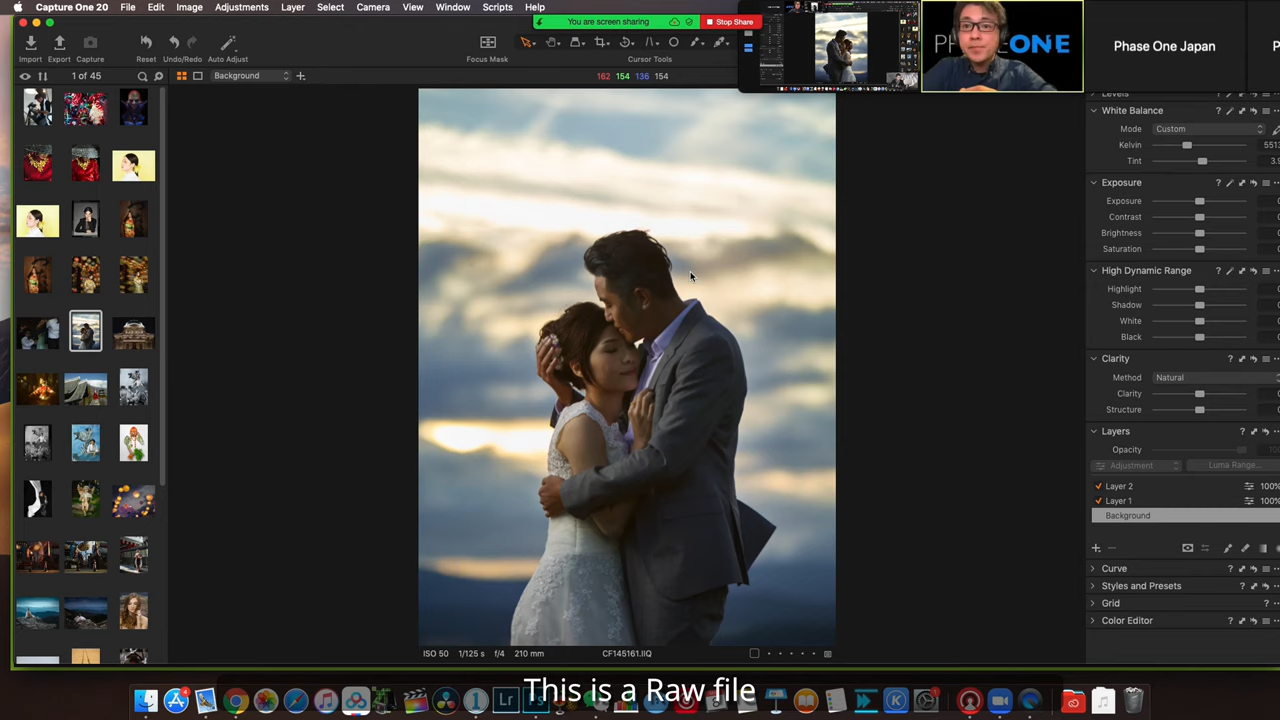 Capture One 20 File Edit Image Adjustments Layer Select Camera View Window Scripts Help
You are screen sharing
Stop Share
PHASEONE
Phase One Japan
Import Export Capture
Reset Undo/Redo Auto Adjust
Focus Mask
Cursor Tools
of 45
Background
162 154 136 154
Levels
White Balance
Mode Custom
Kelvin 5513
Tint
Exposure
Exposure
Contrast
Brightness
Saturation
High Dynamic Range
Highlight
Shadow
White
Black
Clarity
Method Natural
Clarity
Structure
Layers
Opacity
Adjustment Luma Range...
Layer 2 100%
Layer 1 100%
Background
Curve
Styles and Presets
Grid
Color Editor
ISO 50 1/125 s f/4 210 mm CF145161.IIQ
This is a Raw file